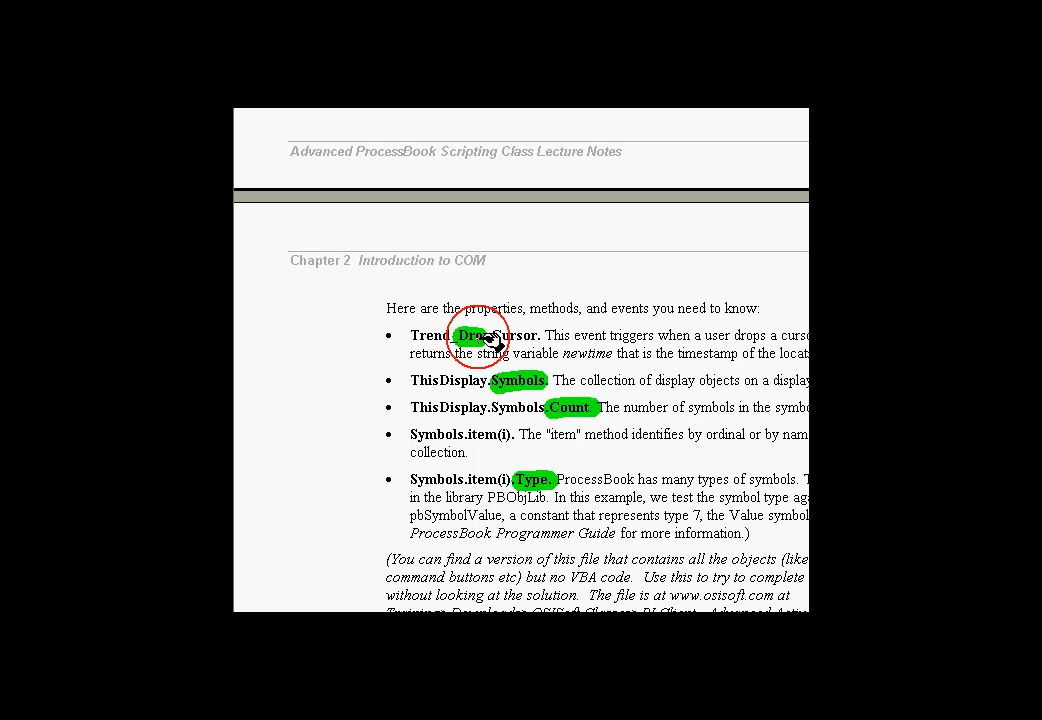 Advanced ProcessBook Scripting Class Lecture Notes
Chapter 2 Introduction to COM
Here are the properties, methods, and events you need to know:
• Trend_DropCursor. This event triggers when a user drops a curso
returns the string variable newtime that is the timestamp of the locat
• ThisDisplay.Symbols. The collection of display objects on a display
• ThisDisplay.Symbols.Count The number of symbols in the symbo
• Symbols.item(i). The "item" method identifies by ordinal or by nam
collection.
• Symbols.item(i).Type. ProcessBook has many types of symbols. T
in the library PBObjLib. In this example, we test the symbol type aga
pbSymbolValue, a constant that represents type 7, the Value symbol
ProcessBook Programmer Guide for more information.)
(You can find a version of this file that contains all the objects (like
command buttons etc) but no VBA code. Use this to try to complete
without looking at the solution. The file is at www.osisoft.com at